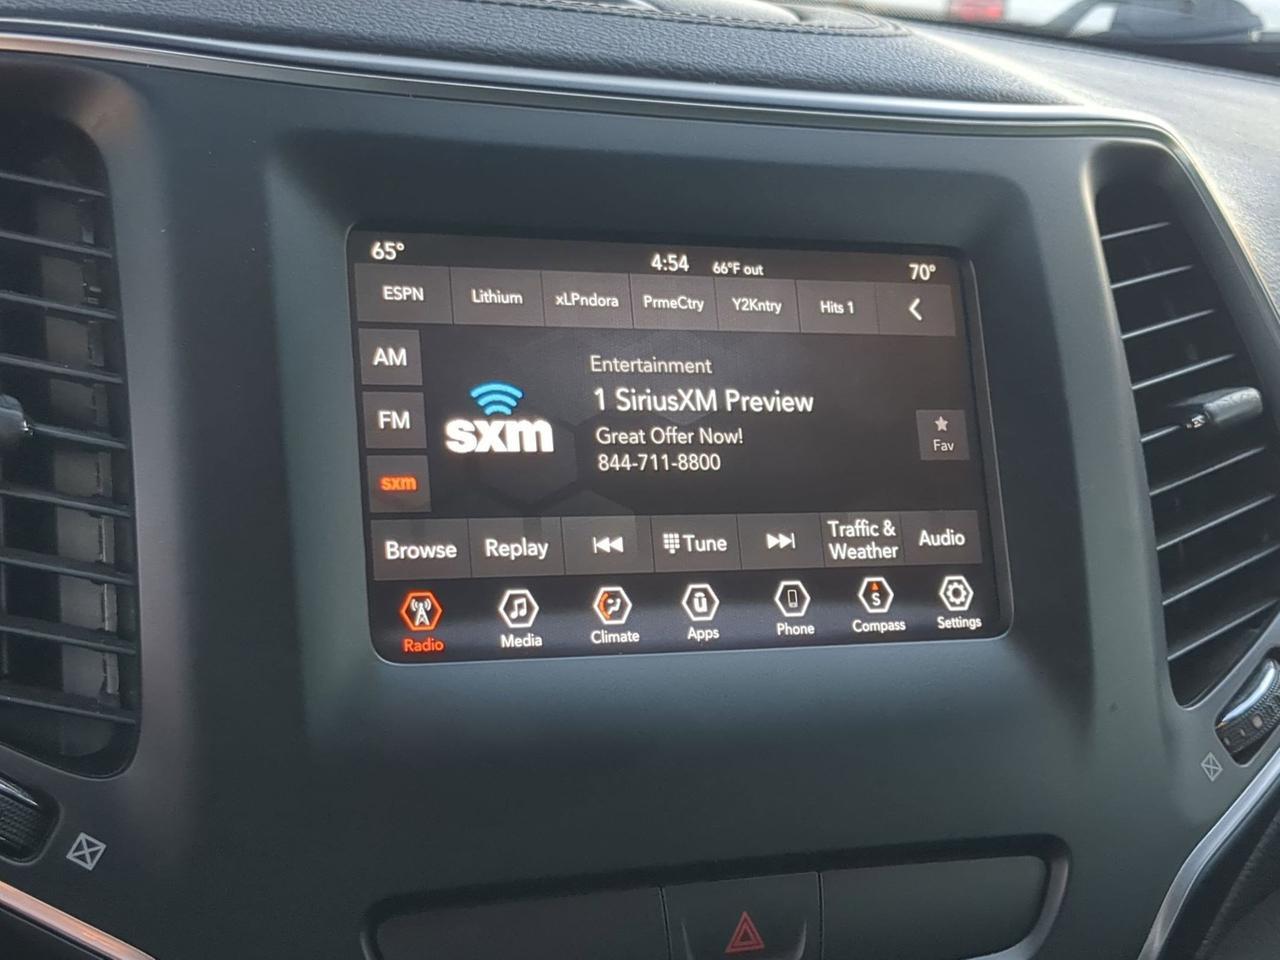 65°
4:54
66°F out
70°
ESPN
Lithium
xLPndora
PrmeCtry
Y2Kntry
Hits 1
AM
FM
sxm
sxm
Entertainment
1 SiriusXM Preview
Great Offer Now!
844-711-8800
Fav
Browse
Replay
Tune
Traffic &
Weather
Audio
Radio
Media
Climate
ū
Apps
Phone
S
Compass
Settings